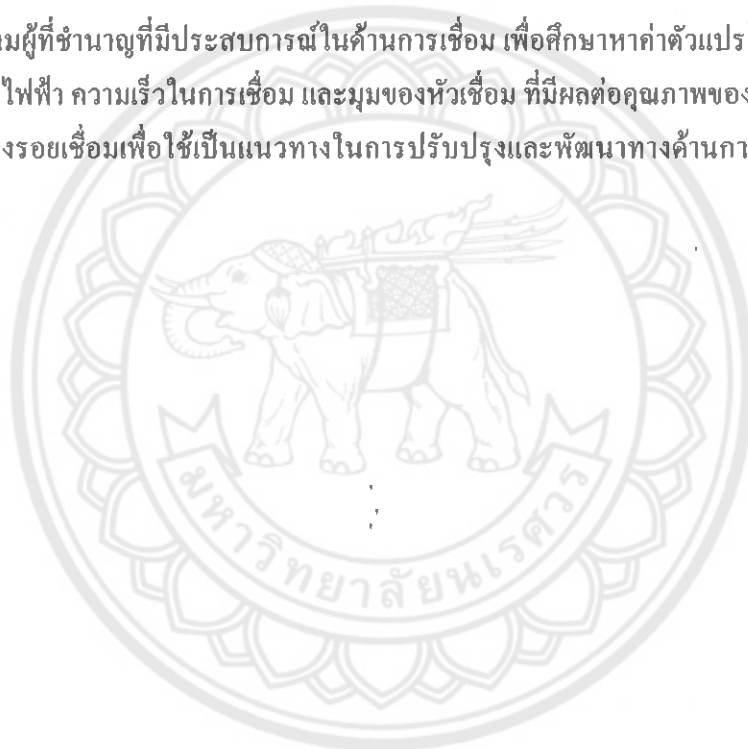 มผู้ที่ชำนาญที่มีประสบการณ์ในด้านการเชื่อม เพื่อศึกษาหาค่าตัวแปร
ไฟฟ้า ความเร็วในการเชื่อม และมุมของหัวเชื่อม ที่มีผลต่อคุณภาพของ
งรอยเชื่อมเพื่อใช้เป็นแนวทางในการปรับปรุงและพัฒนาทางด้านกา
มหาวิทยาลัยนเรศวร